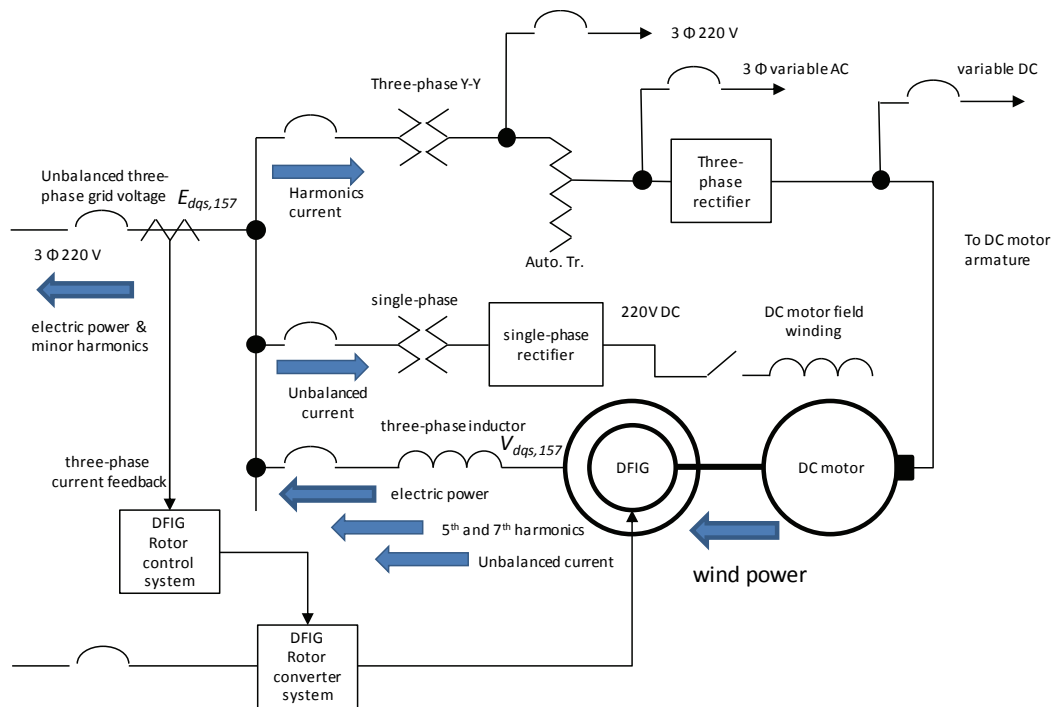 3 Φ 220 V
3 Φ variable AC
variable DC
Three-phase Y-Y
Harmonics
current
Three-
phase
rectifier
Auto. Tr.
To DC motor
armature
Unbalanced three-
phase grid voltage
E dqs,157
3 Φ 220 V
electric power &
minor harmonics
single-phase
single-phase
rectifier
220V DC
DC motor field
winding
Unbalanced
current
three-phase inductor
V dqs,157
DFIG
DC motor
electric power
5th and 7th harmonics
Unbalanced current
wind power
three-phase
current feedback
DFIG
Rotor
control
system
DFIG
Rotor
converter
system